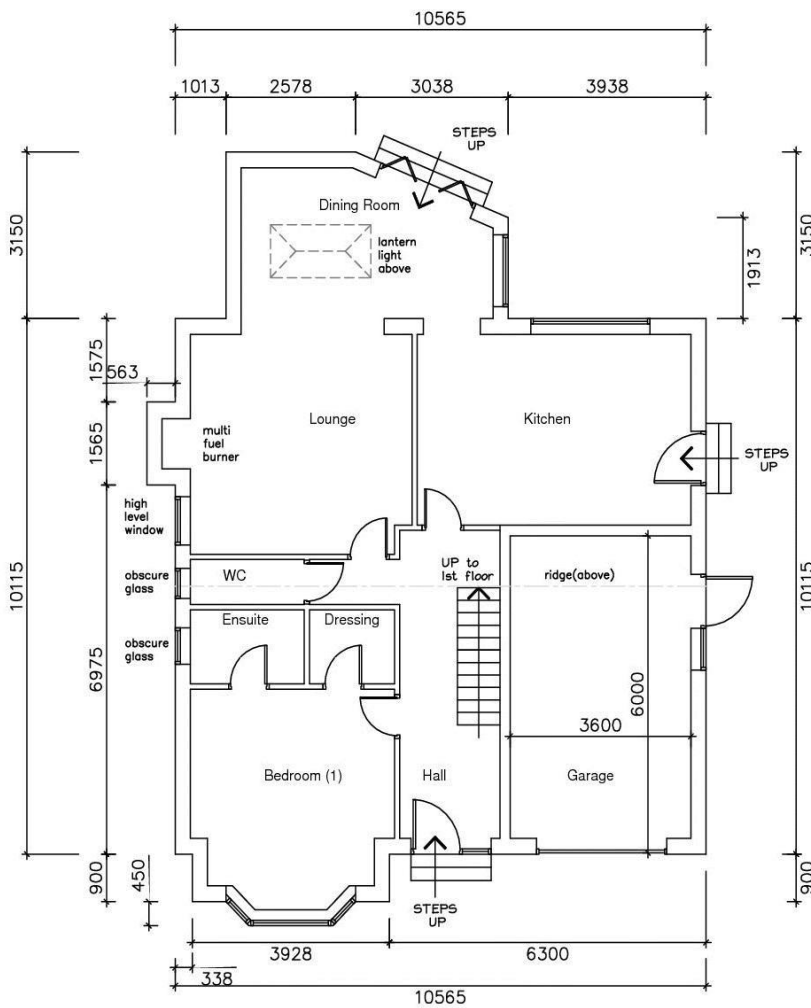 10565
1013
2578
3038
3938
STEPS
UP
Dining Room
lantern
light
above
3150
3150
1913
1575
563
1565
Lounge
Kitchen
multi
fuel
burner
STEPS
UP
high
level
window
10115
10115
obscure
glass
WC
UP to
1st floor
ridge(above)
Ensuite
Dressing
obscure
glass
6975
6000
3600
Bedroom (1)
Hall
Garage
900
450
900
STEPS
UP
3928
6300
338
10565